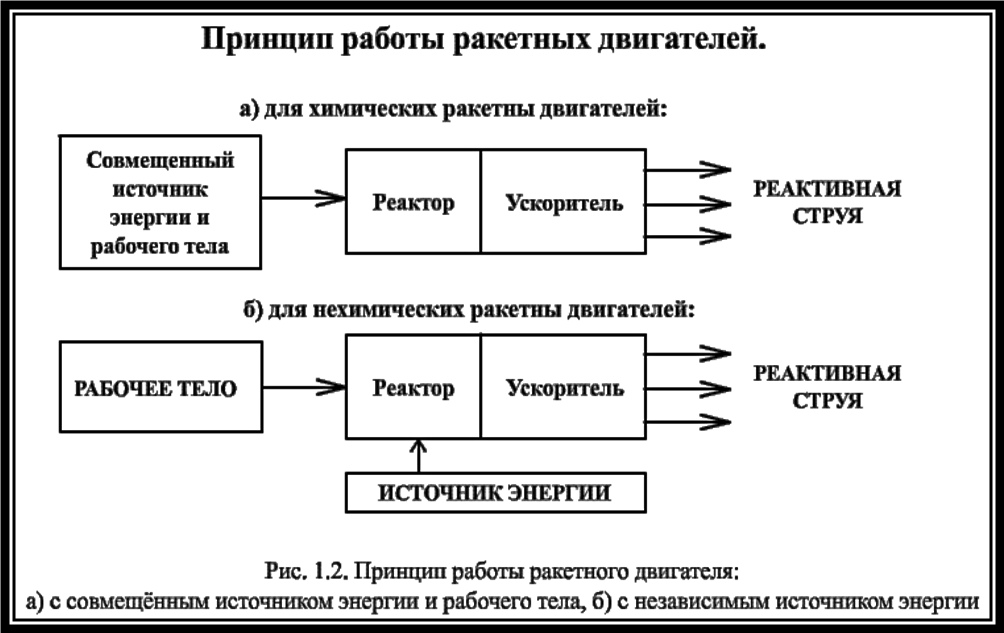 Принцип работы ракетных двигателей.
а) для химических ракетны двигателей:
Совмещенный
источник
энергии и
рабочего тела
Реактор
Ускоритель
РЕАКТИВНАЯ
СТРУЯ
б) для нехимических ракетны двигателей:
РАБОЧЕЕ ТЕЛО
Реактор
Ускоритель
РЕАКТИВНАЯ
СТРУЯ
ИСТОЧНИК ЭНЕРГИИ
Рис. 1.2. Принцип работы ракетного двигателя:
а) с совмещённым источником энергии и рабочего тела, б) с независимым источником энергии